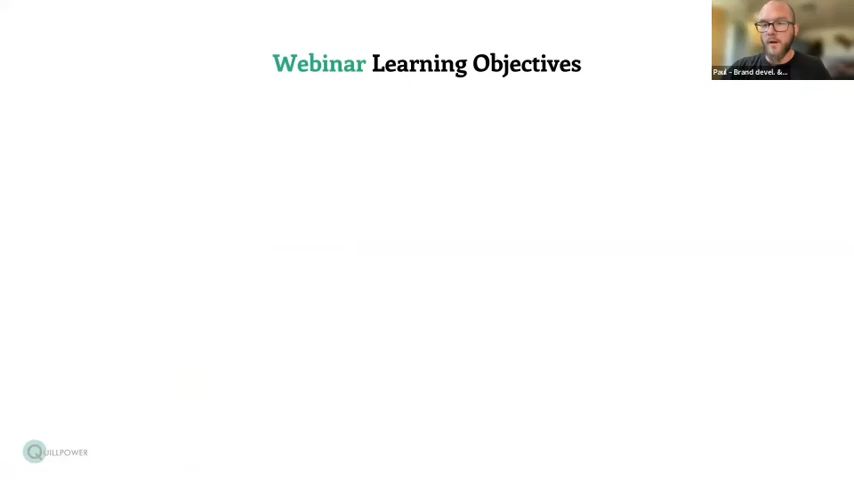 Webinar Learning Objectives
Paul - Brand devel. &...
QUILLPOWER